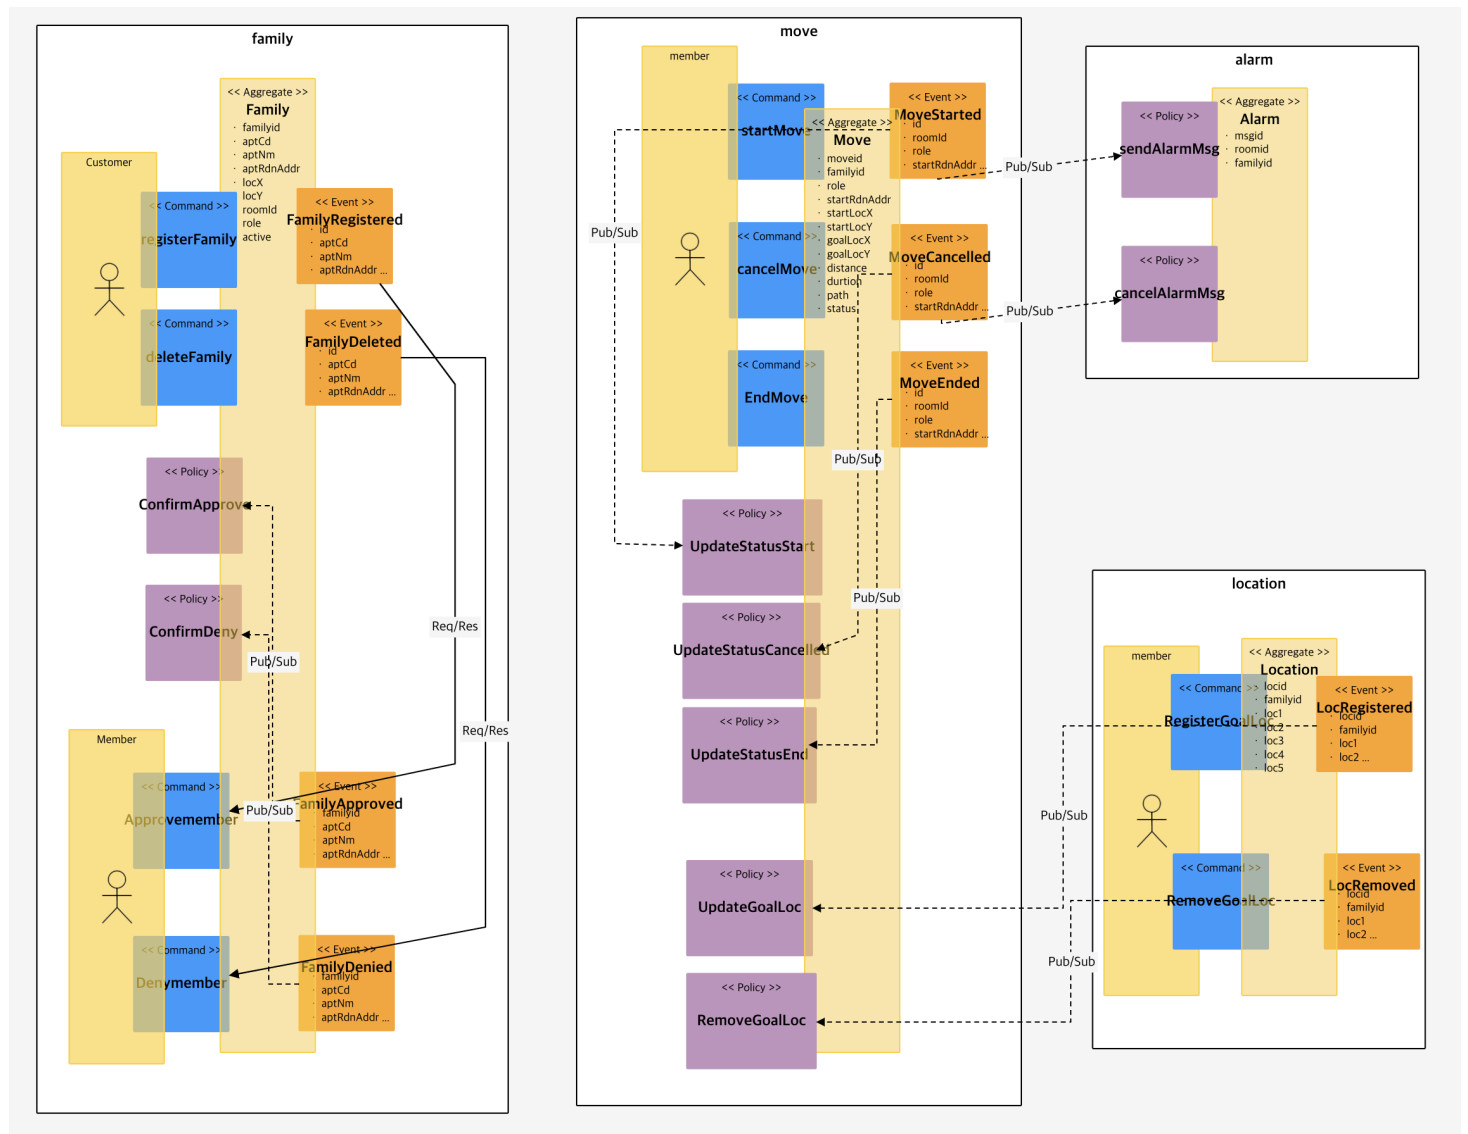 family
<< Aggregate >>
Family
· familyid
· aptCd
· aptNm
· aptRdnAddr
· locX
locY
roomId
role
active
Customer
<< Command >>
registerFamily
<< Event >>
FamilyRegistered
· id
· aptCd
· aptNm
· aptRdnAddr ...
<< Command >>
deleteFamily
<< Event >>
FamilyDeleted
· id
· aptCd
· aptNm
· aptRdnAddr ...
<< Policy >>
ConfirmApprove
<< Policy >>
ConfirmDeny
Pub/Sub
Req/Res
Req/Res
Member
<< Command >>
Approvemember
Pub/Sub
<< Event >>
FamilyApproved
familyid
aptCd
aptNm
aptRdnAddr ...
<< Command >>
Denymember
<< Event >>
FamilyDenied
familyid
aptCd
aptNm
aptRdnAddr ...
move
member
<< Command >>
startMove
<< Aggregate >>
Move
· moveid
· familyid
· role
· startRdnAddr
· startLocX
· startLocY
· goalLocX
· goalLocY
· distance
· durtion
· path
· status
<< Event >>
MoveStarted
· id
· roomId
· role
· startRdnAddr ...
Pub/Sub
Pub/Sub
<< Command >>
cancelMove
<< Event >>
MoveCancelled
· id
· roomId
· role
· startRdnAddr ...
Pub/Sub
<< Command >>
EndMove
<< Event >>
MoveEnded
· id
· roomId
· role
· startRdnAddr ...
Pub/Sub
<< Policy >>
UpdateStatusStart
Pub/Sub
<< Policy >>
UpdateStatusCancelled
<< Policy >>
UpdateStatusEnd
<< Policy >>
UpdateGoalLoc
<< Policy >>
RemoveGoalLoc
alarm
<< Policy >>
sendAlarmMsg
<< Aggregate >>
Alarm
· msgid
· roomid
· familyid
<< Policy >>
cancelAlarmMsg
location
member
<< Command >>
RegisterGoalLoc
<< Aggregate >>
Location
· locid
· familyid
· loc1
· loc2
· loc3
· loc4
· loc5
<< Event >>
LocRegistered
· locid
· familyid
· loc1
· loc2 ...
Pub/Sub
<< Command >>
RemoveGoalLoc
<< Event >>
LocRemoved
· locid
· familyid
· loc1
· loc2 ...
Pub/Sub